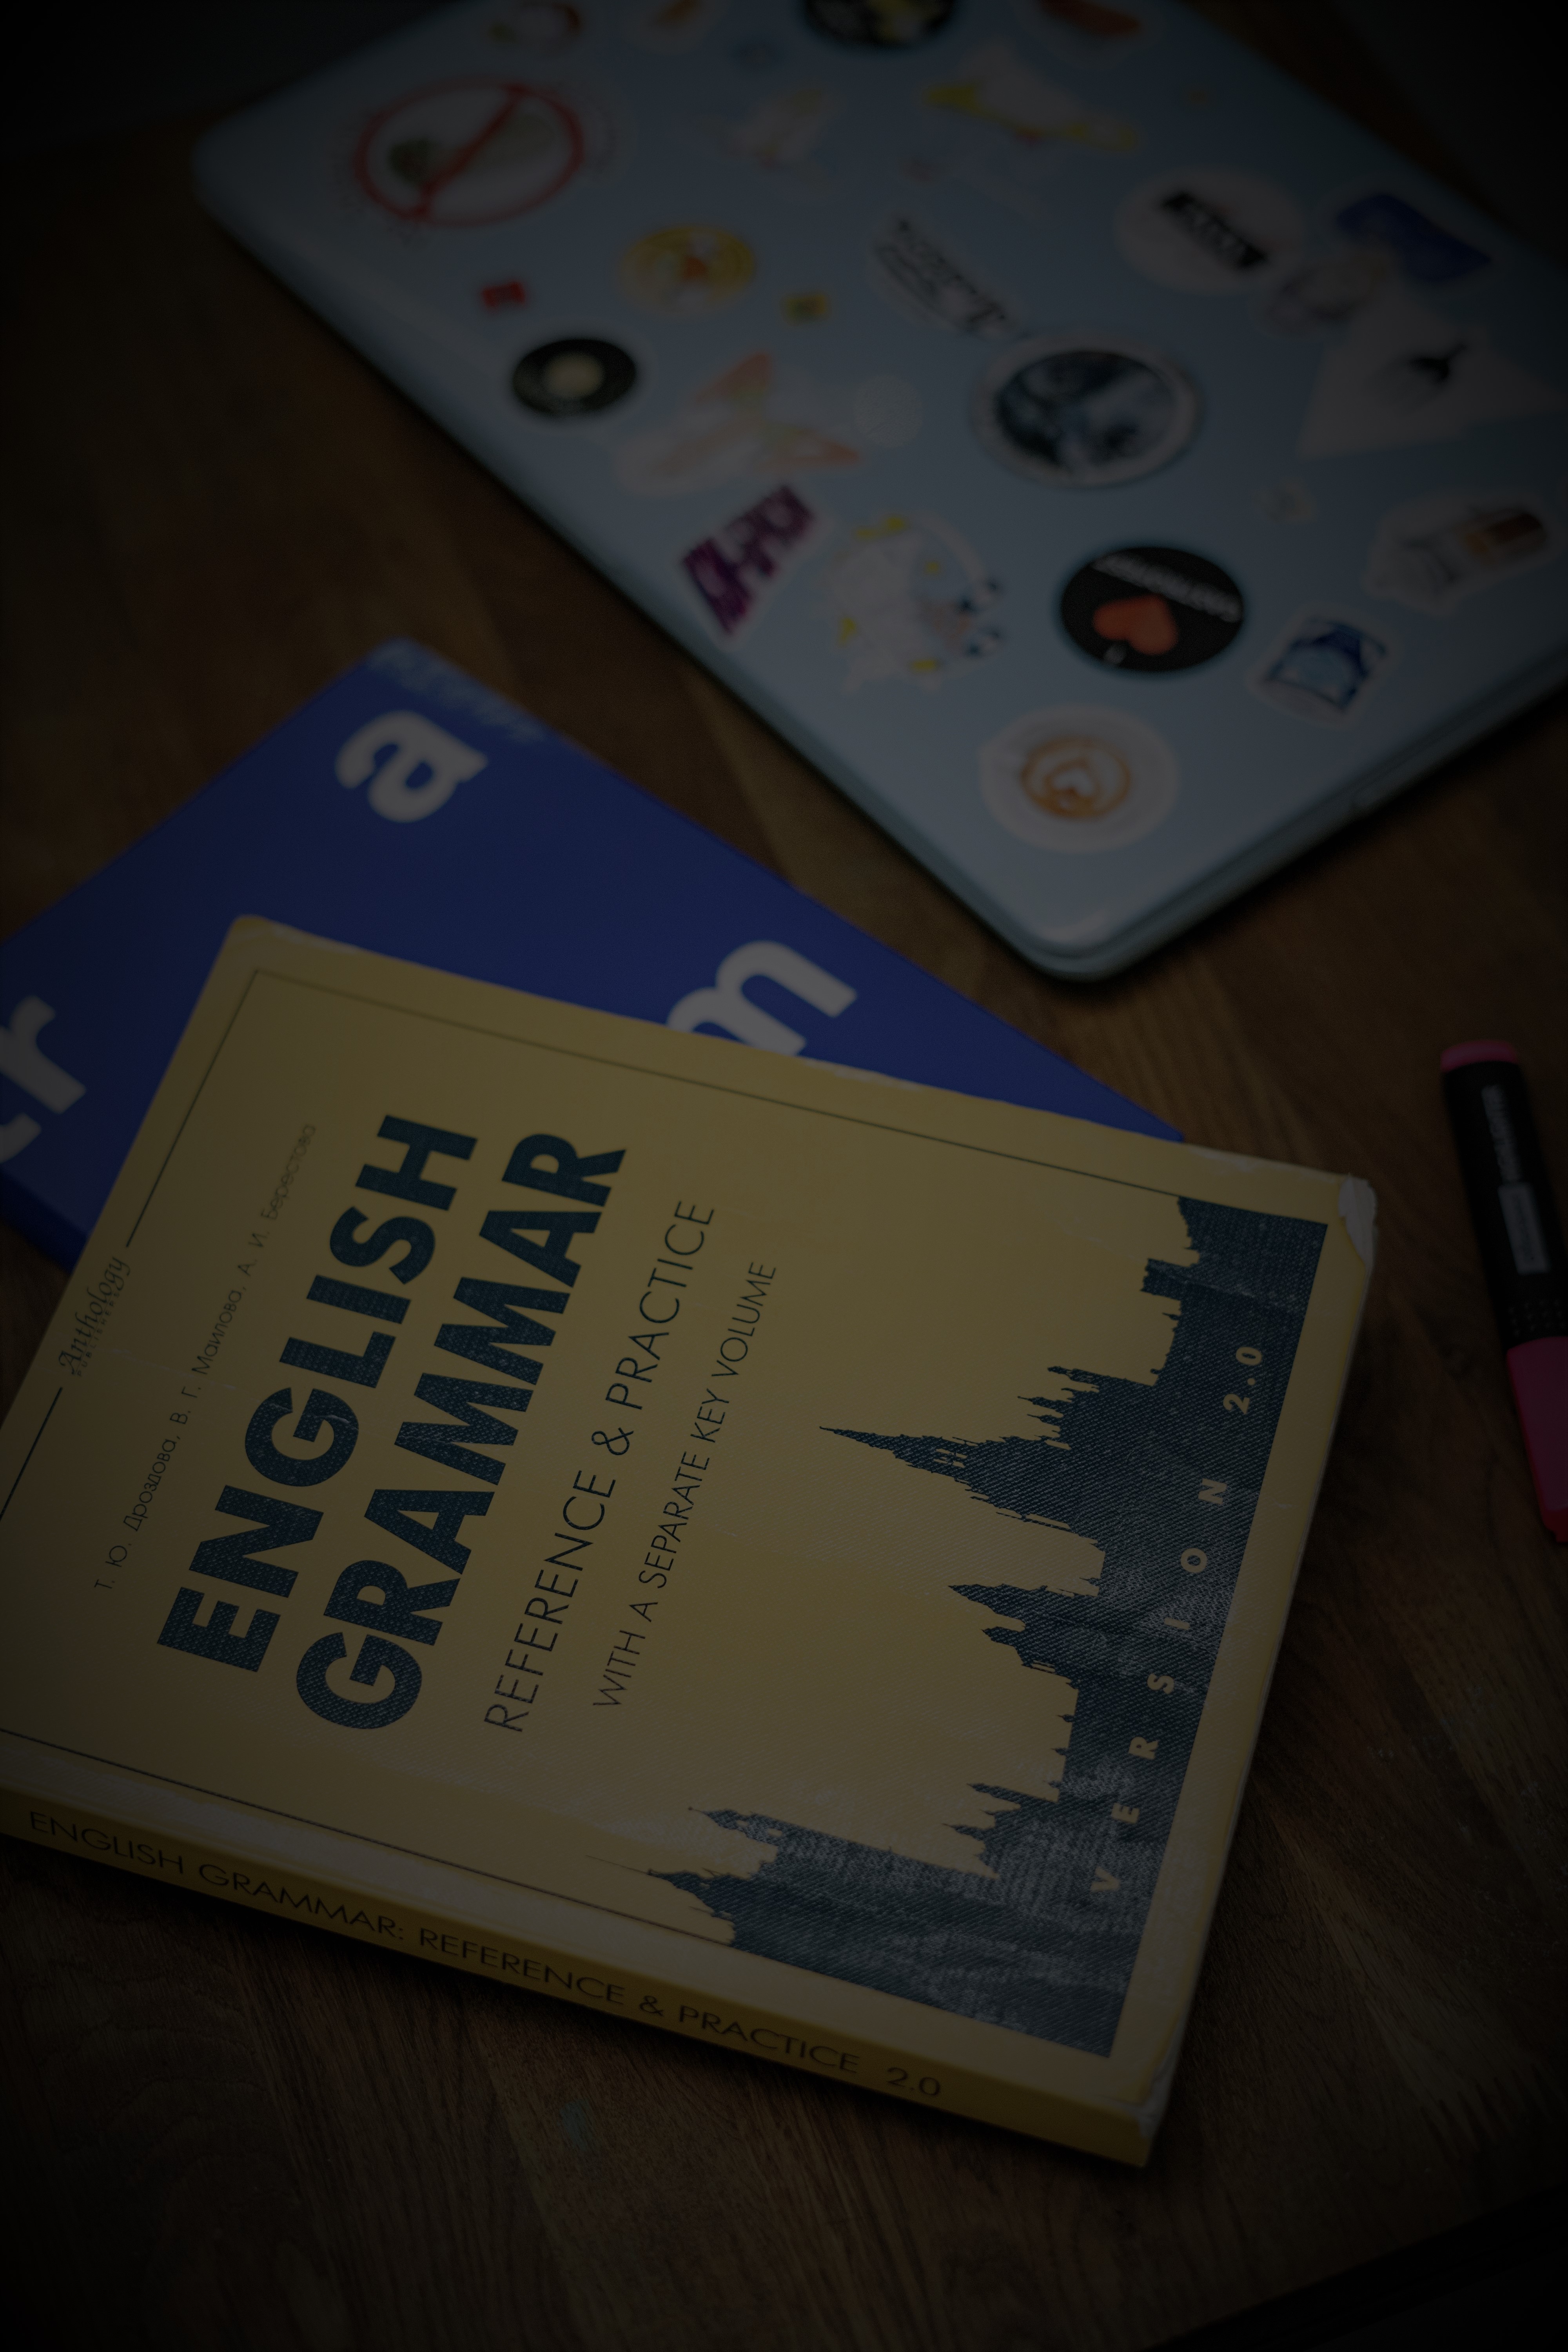 Anthology
PUBLISHERS
Т. Ю. Дроздова, В. Г. Маилова, А. И. Берестова
ENGLISH
GRAMMAR
REFERENCE & PRACTICE
WITH A SEPARATE KEY VOLUME
VERSION 2.0
ENGLISH GRAMMAR: REFERENCE & PRACTICE 2.0
a
m
r